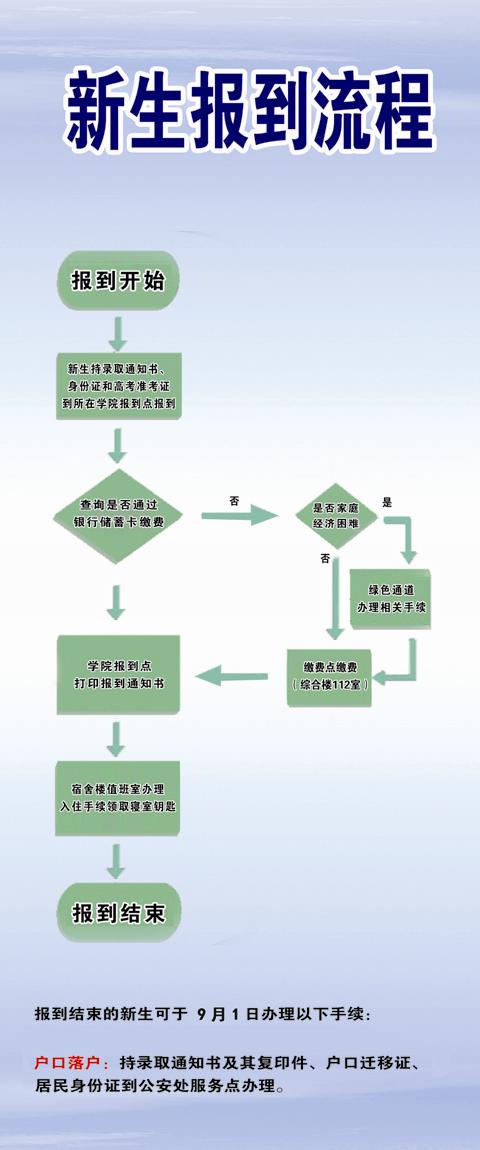 新生报到流程
报到开始
新生持录取通知书、
身份证和高考准考证
到所在学院报到点报到
查询是否通过
银行储蓄卡缴费
否
是否家庭
经济困难
是
否
绿色通道
办理相关手续
缴费点缴费
（综合楼112室）
学院报到点
打印报到通知书
宿舍楼值班室办理
入住手续领取寝室钥匙
报到结束
报到结束的新生可于 9月1日办理以下手续：
户口落户：持录取通知书及其复印件、户口迁移证、
居民身份证到公安处服务点办理。